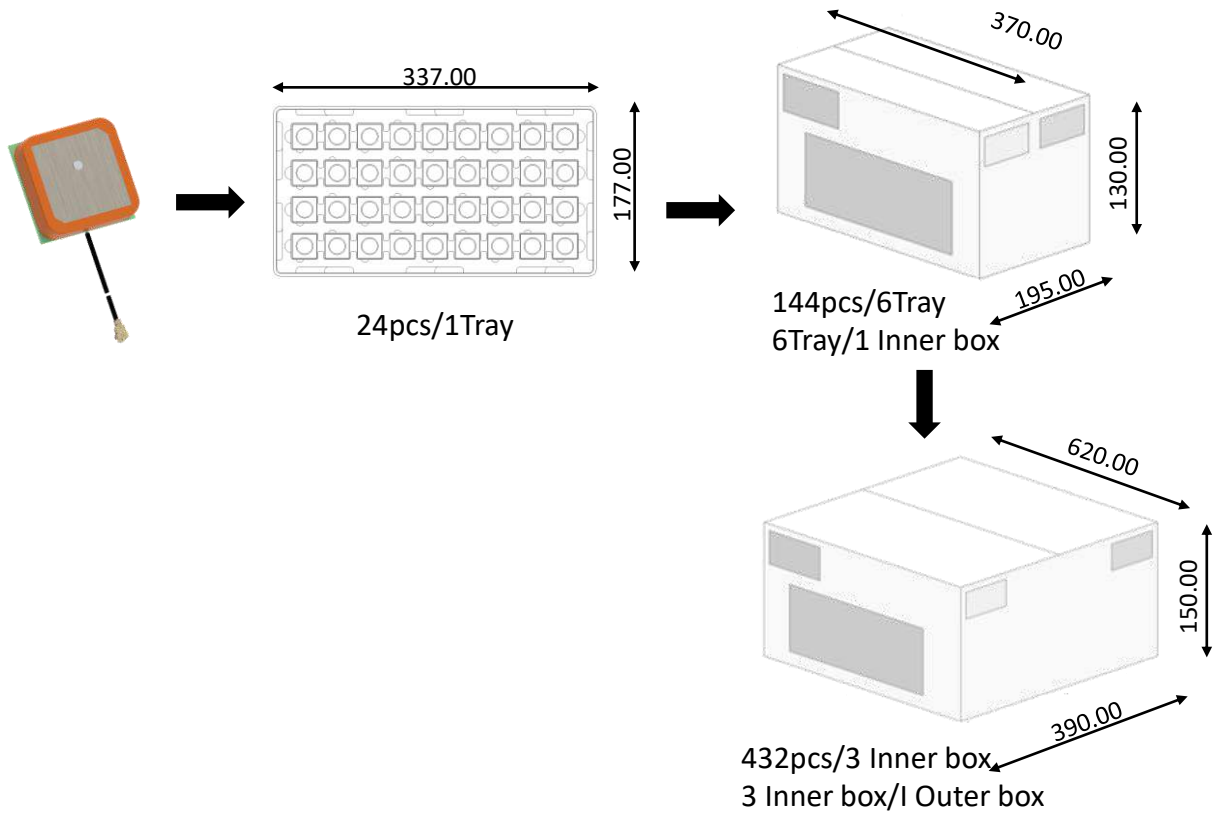 337.00
177.00
24pcs/1Tray
370.00
130.00
195.00
144pcs/6Tray
6Tray/1 Inner box
620.00
150.00
390.00
432pcs/3 Inner box
3 Inner box/I Outer box